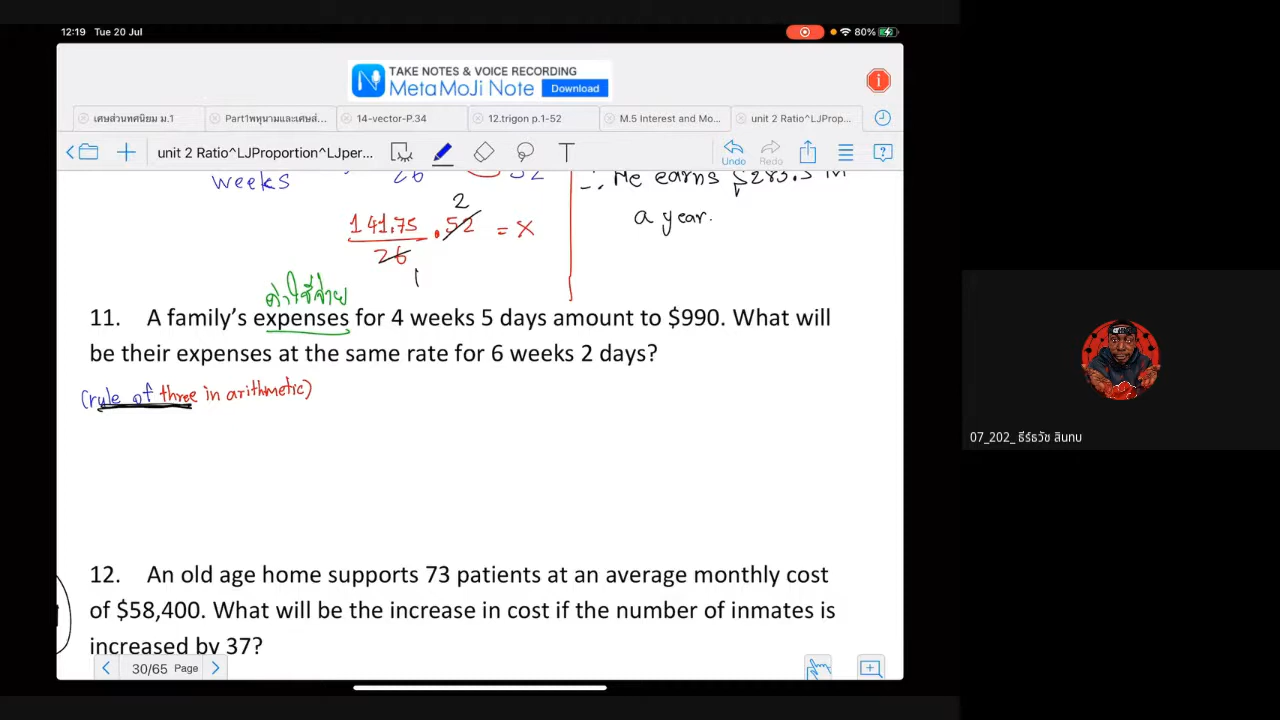 12:19 Tue 20 Jul
80%
TAKE NOTES & VOICE RECORDING
MetaMoJi Note Download
เศษส่วนทศนิยม ม.1
Part1พหุนามและเศษส่...
14-vector-P.34
12.trigon p.1-52
M.5 Interest and Mo...
unit 2 Ratio^LJProp...
unit 2 Ratio^LJProportion^LJper...
T
Undo
Redo
weeks 26 52
∴ He earns $283.5 in
a year.
2
141.75 . 52 = x
26
1
ค่าใช้จ่าย
11. A family's expenses for 4 weeks 5 days amount to $990. What will
be their expenses at the same rate for 6 weeks 2 days?
(rule of three in arithmetic)
12. An old age home supports 73 patients at an average monthly cost
of $58,400. What will be the increase in cost if the number of inmates is
increased by 37?
30/65 Page
07_202_ ธีร์ธวัช สินทบ